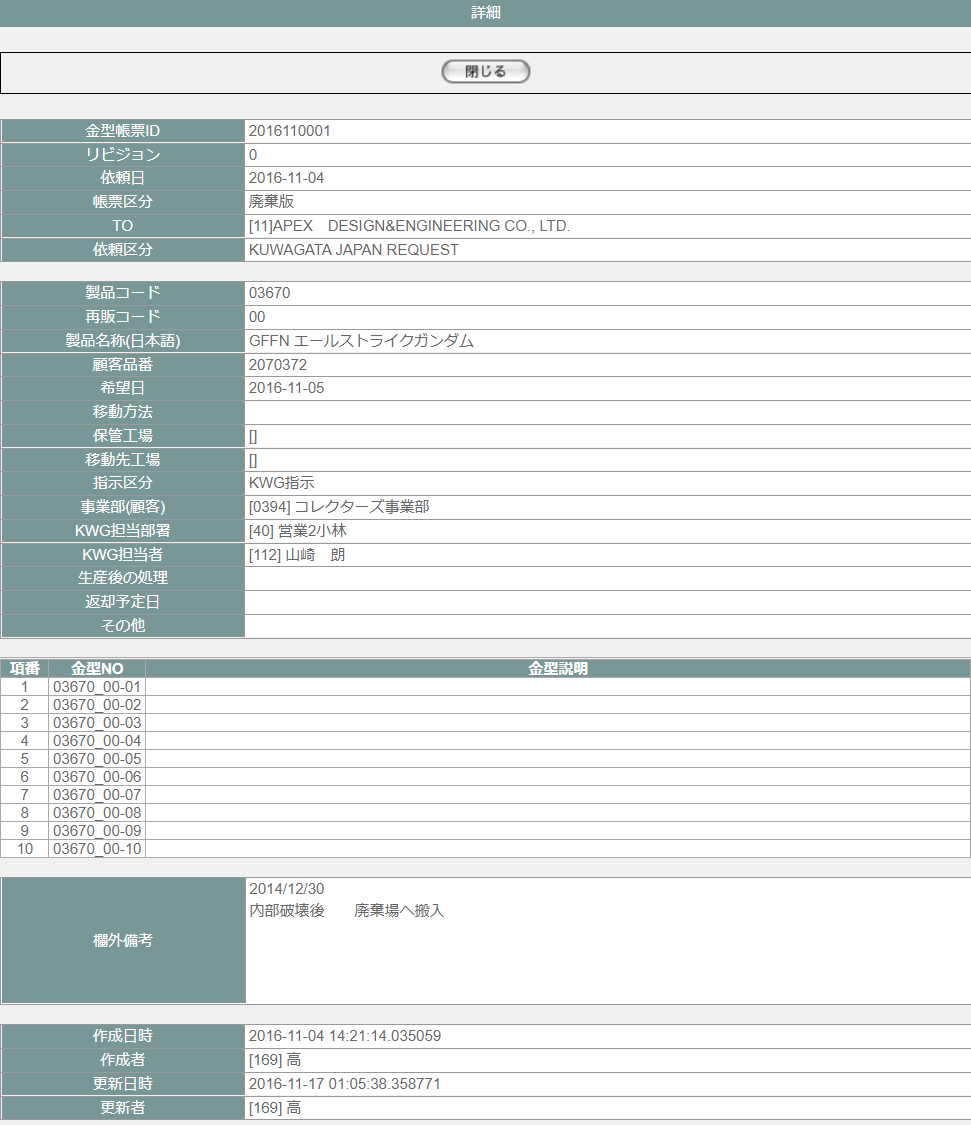 詳細
閉じる
金型帳票ID 2016110001
リビジョン 0
依頼日 2016-11-04
帳票区分 廃棄版
TO [11]APEX　DESIGN&ENGINEERING CO., LTD.
依頼区分 KUWAGATA JAPAN REQUEST
製品コード 03670
再販コード 00
製品名称(日本語) GFFN エールストライクガンダム
顧客品番 2070372
希望日 2016-11-05
移動方法
保管工場 []
移動先工場 []
指示区分 KWG指示
事業部(顧客) [0394] コレクターズ事業部
KWG担当部署 [40] 営業2小林
KWG担当者 [112] 山崎　朗
生産後の処理
返却予定日
その他
項番 金型NO 金型説明
1 03670_00-01
2 03670_00-02
3 03670_00-03
4 03670_00-04
5 03670_00-05
6 03670_00-06
7 03670_00-07
8 03670_00-08
9 03670_00-09
10 03670_00-10
欄外備考 2014/12/30
内部破壊後　　廃棄場へ搬入
作成日時 2016-11-04 14:21:14.035059
作成者 [169] 高
更新日時 2016-11-17 01:05:38.358771
更新者 [169] 高